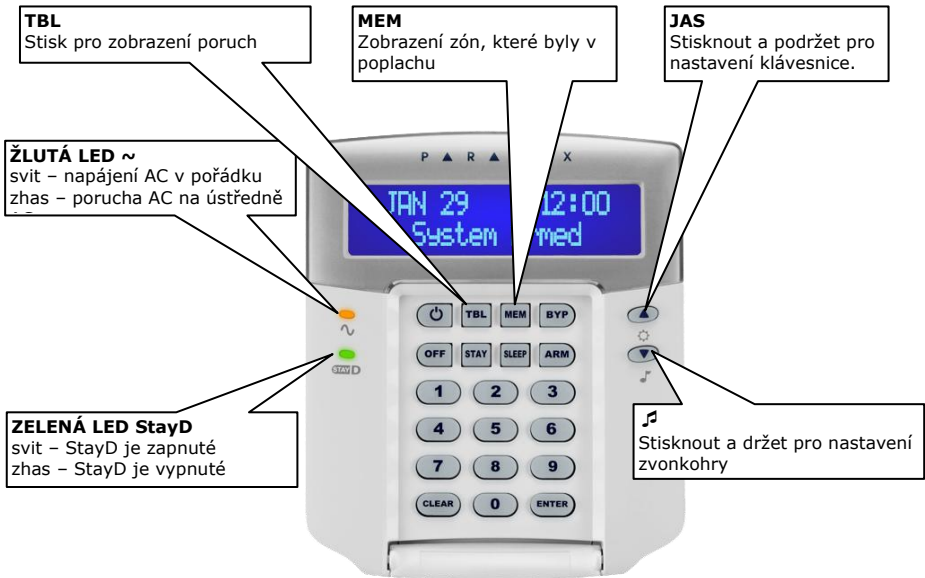 TBL
Stisk pro zobrazení poruch
MEM
Zobrazení zón, které byly v
poplachu
JAS
Stisknout a podržet pro
nastavení klávesnice.
ŽLUTÁ LED ~
svit – napájení AC v pořádku
zhas – porucha AC na ústředně
P A R A X
JAN 29 12:00
System med
TBL MEM BYP
OFF STAY SLEEP ARM
STAY D
1 2 3
4 5 6
7 8 9
CLEAR 0 ENTER
ZELENÁ LED StayD
svit – StayD je zapnuté
zhas – StayD je vypnuté
♫
Stisknout a držet pro nastavení
zvonkohry